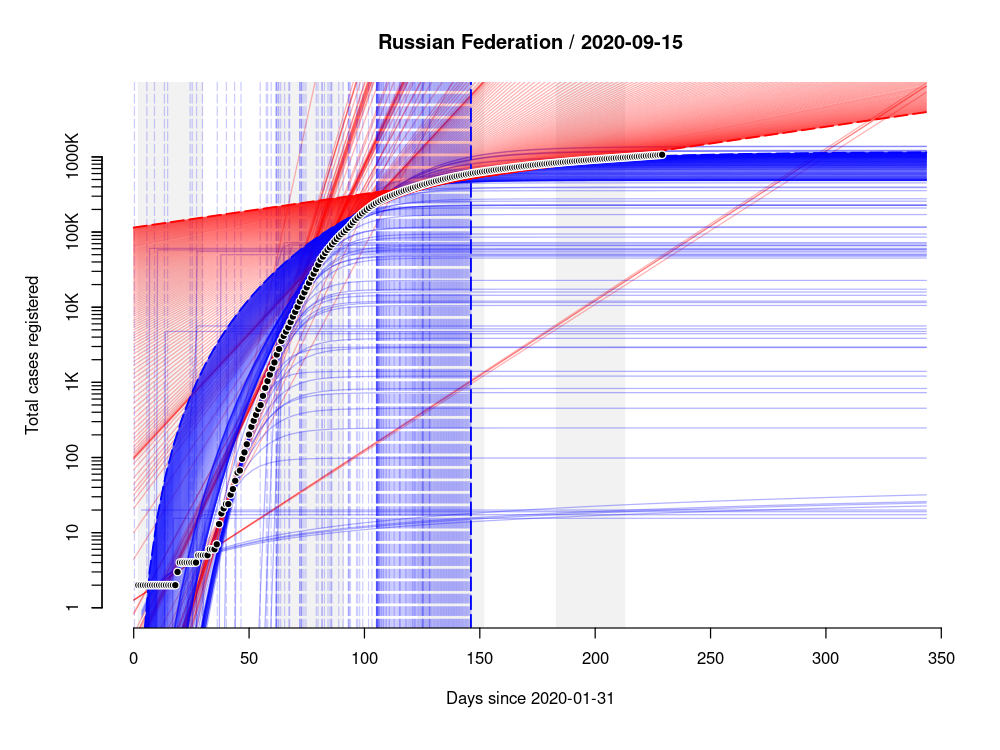 Russian Federation / 2020-09-15
Total cases registered
1000K
100K
10K
1K
100
10
1
0 50 100 150 200 250 300 350
Days since 2020-01-31